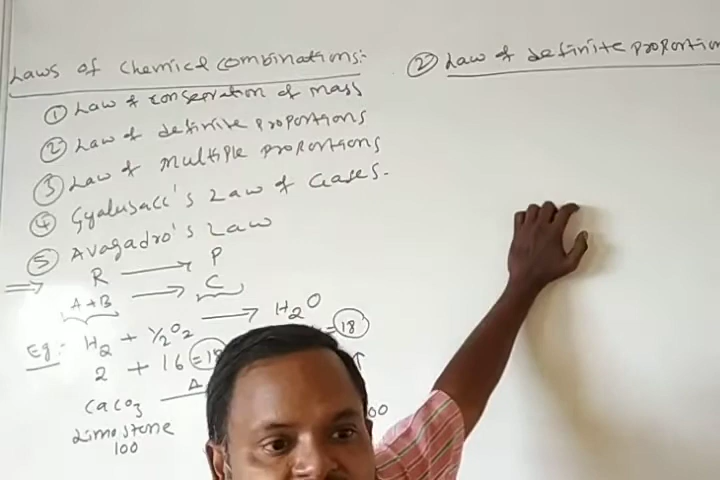 Laws of Chemical Combinations:-
① Law of conservation of mass
② Law of definite proportions
③ Law of multiple proportions
④ Gyalusacc's Law of Gases.
⑤ Avagadro's Law
⇒ R → P
A+B → C
Eg:- H2 + ½O2 → H2O
2 + 16 = 18 = 18
CaCO3 Δ
Limestone
100
② Law of definite proportion